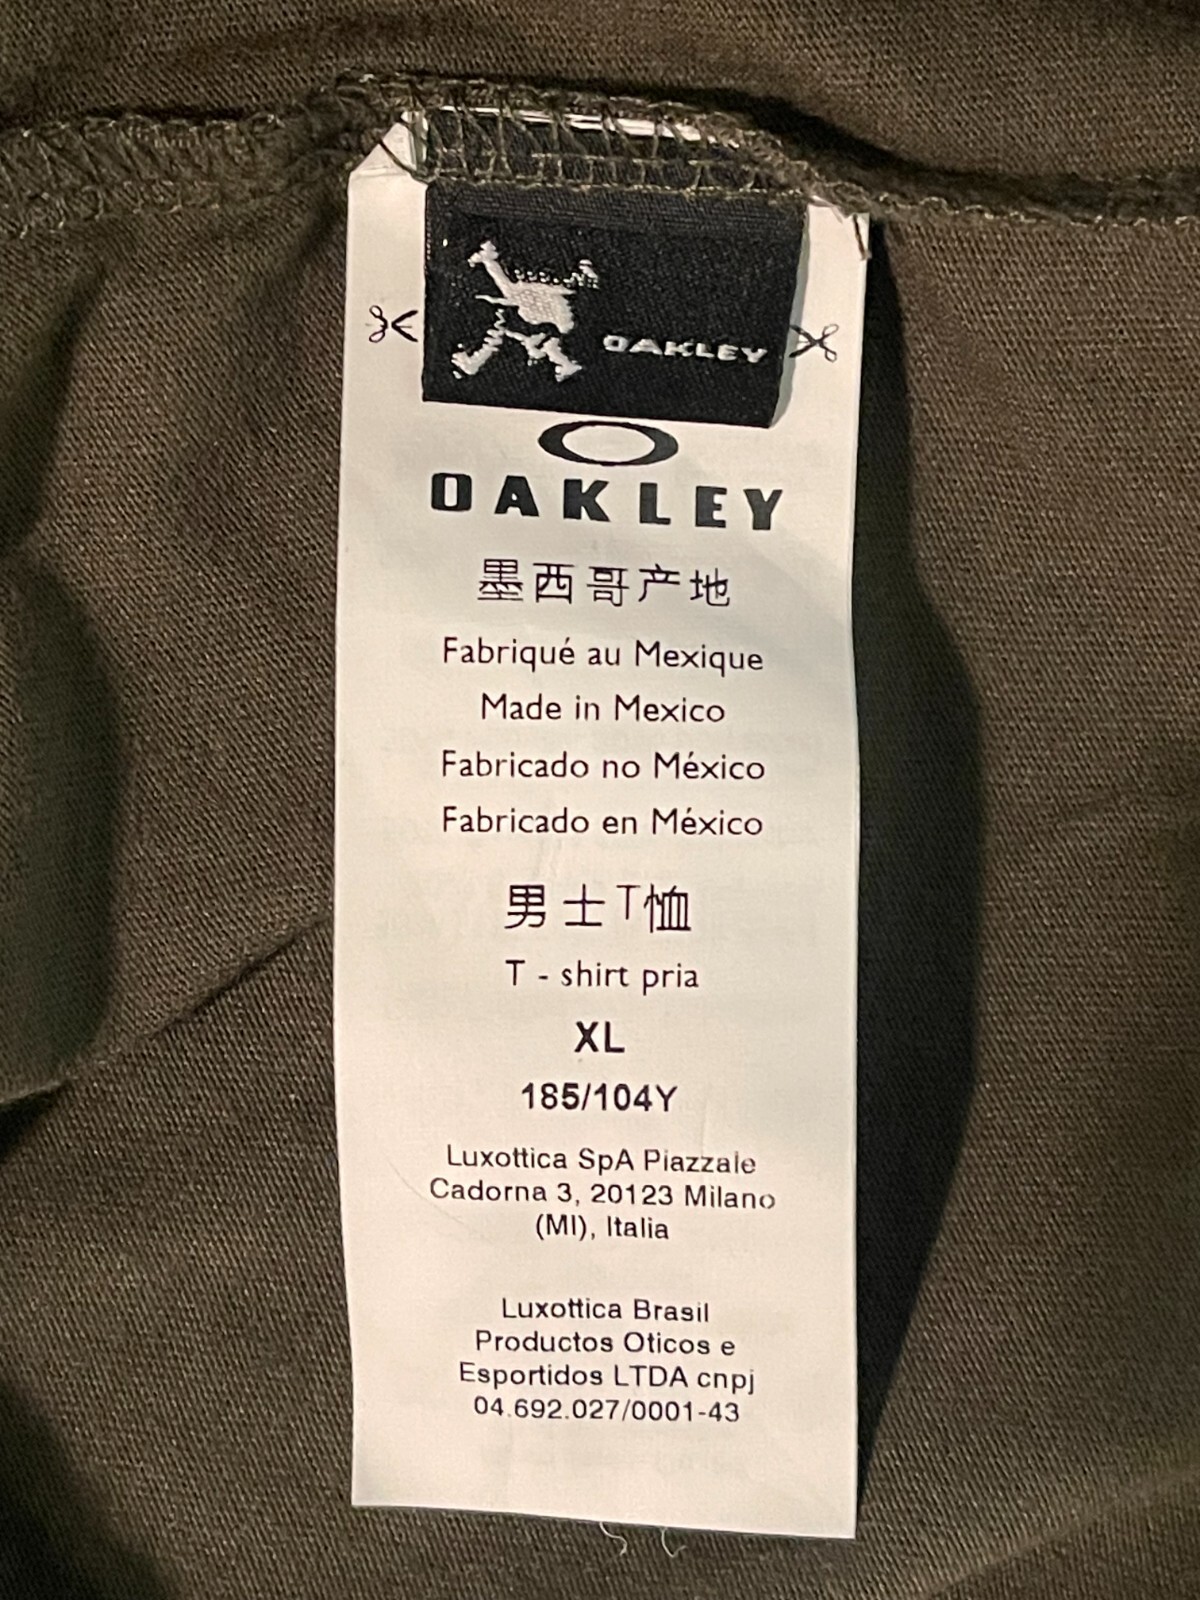 OAKLEY
OAKLEY
墨西哥产地
Fabriqué au Mexique
Made in Mexico
Fabricado no México
Fabricado en México
男士T恤
T - shirt pria
XL
185/104Y
Luxottica SpA Piazzale
Cadorna 3, 20123 Milano
(MI), Italia
Luxottica Brasil
Productos Oticos e
Esportidos LTDA cnpj
04.692.027/0001-43